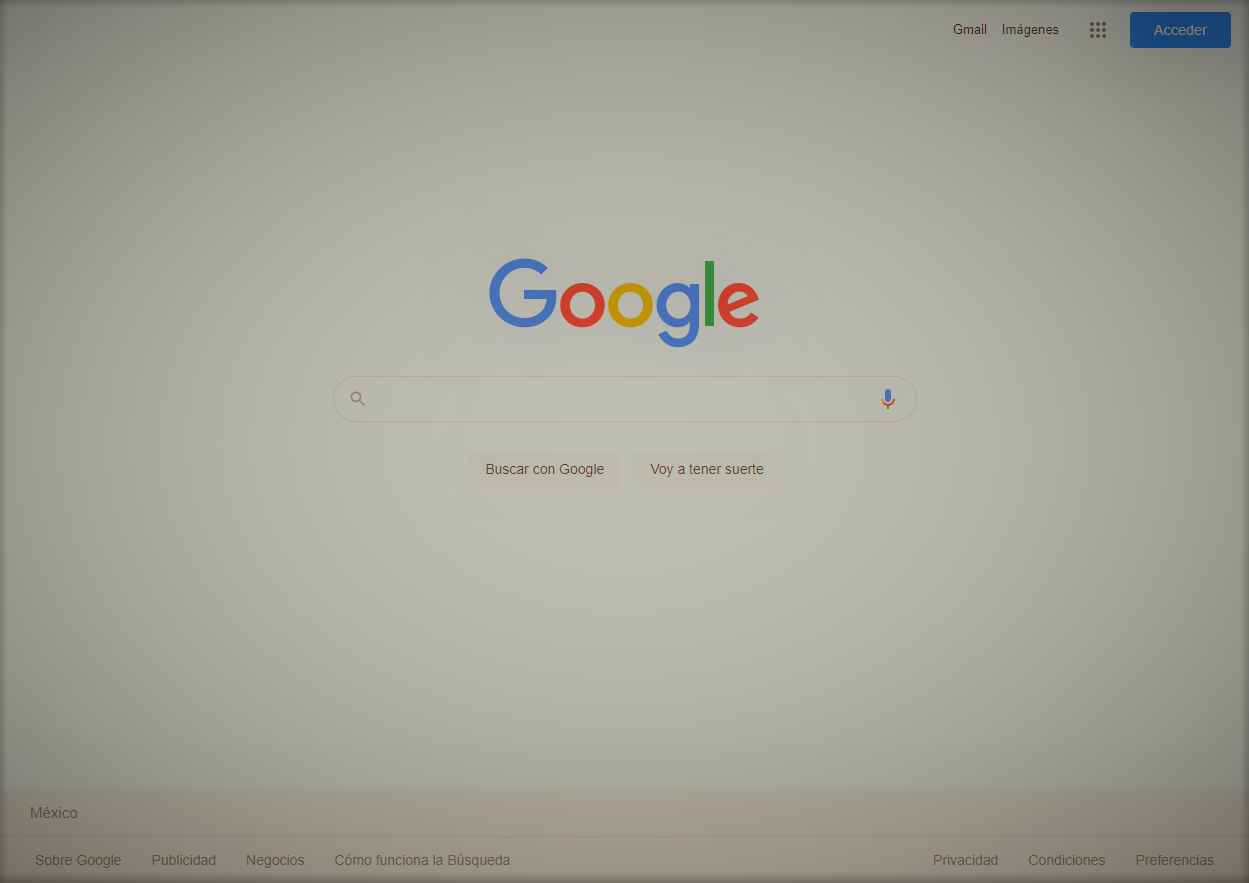 Gmail Imágenes Acceder
Google
Buscar con Google Voy a tener suerte
México
Sobre Google Publicidad Negocios Cómo funciona la Búsqueda Privacidad Condiciones Preferencias